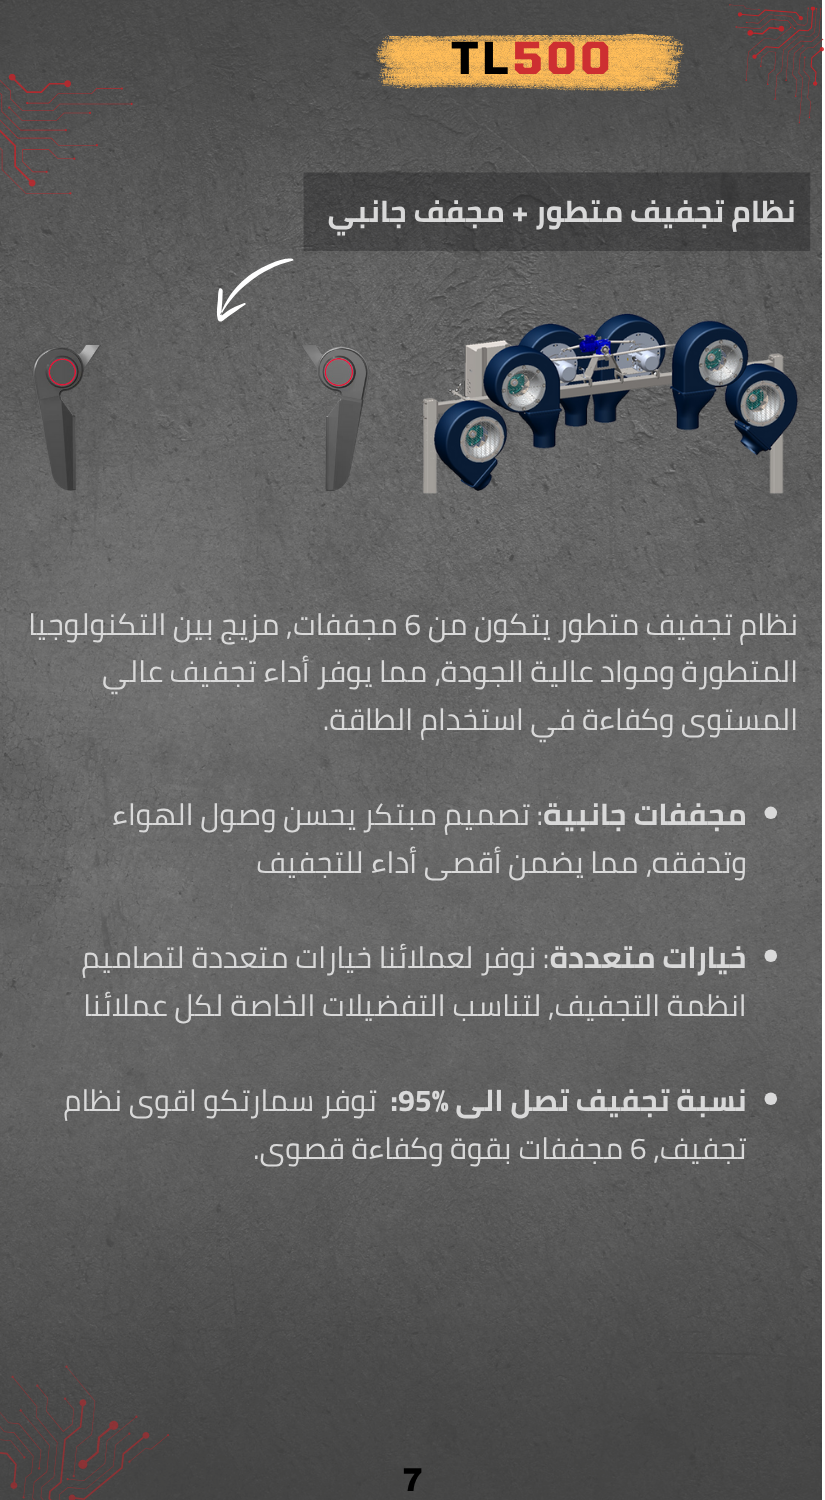 TL500
نظام تجفيف متطور + مجفف جانبي
نظام تجفيف متطور يتكون من 6 مجففات, مزيج بين التكنولوجيا
المتطورة ومواد عالية الجودة, مما يوفر أداء تجفيف عالي
المستوى وكفاءة في استخدام الطاقة.
• مجففات جانبية: تصميم مبتكر يحسن وصول الهواء
وتدفقه, مما يضمن أقصى أداء للتجفيف
• خيارات متعددة: نوفر لعملائنا خيارات متعددة لتصاميم
انظمة التجفيف, لتناسب التفضيلات الخاصة لكل عملائنا
• نسبة تجفيف تصل الى 95%: توفر سمارتكو اقوى نظام
تجفيف, 6 مجففات بقوة وكفاءة قصوى.
7